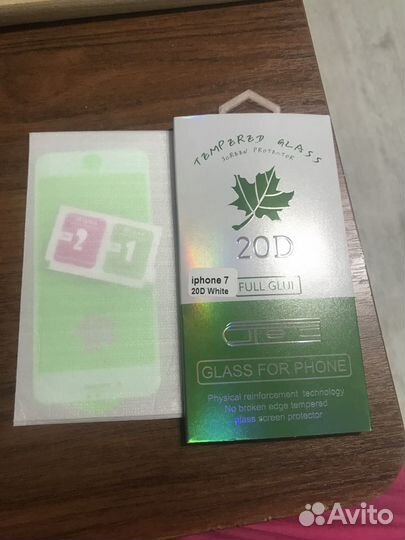 TEMPERED GLASS
SCREEN PROTECTOR
20D
iphone 7
20D White
FULL GLUI
GLASS FOR PHONE
Physical reinforcement technology
No broken edge tempered
glass screen protector
2
1
Avito